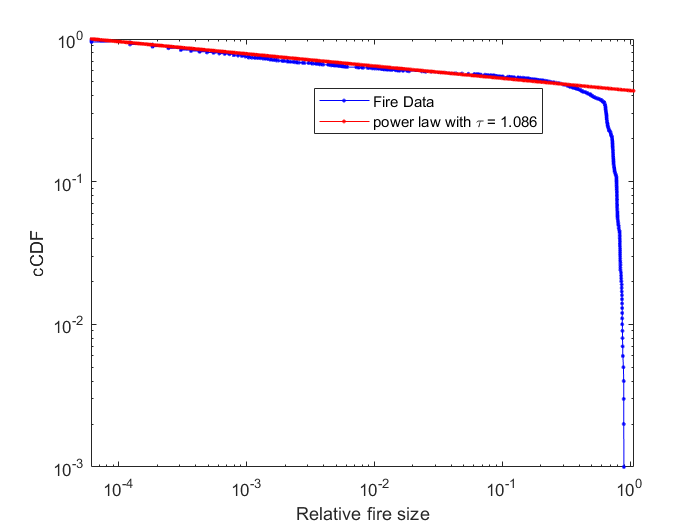 10^0
10^-1
10^-2
10^-3
cCDF
Fire Data
power law with τ = 1.086
10^-4 10^-3 10^-2 10^-1 10^0
Relative fire size